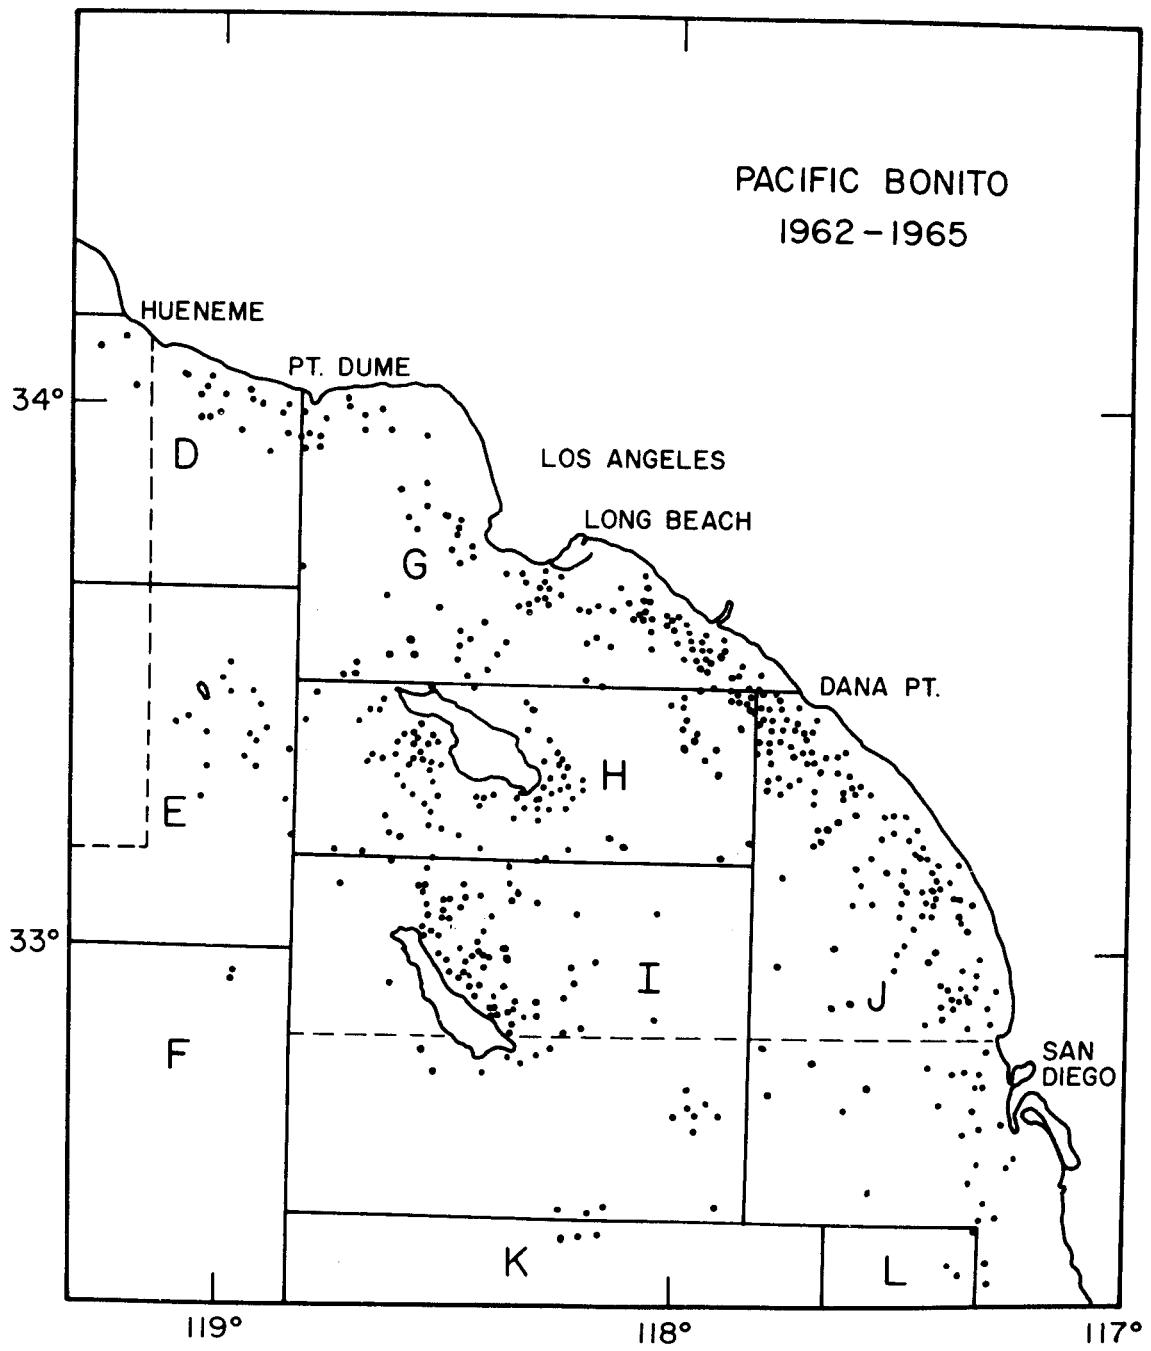 PACIFIC BONITO
1962-1965
HUENEME
PT. DUME
34°
D
LOS ANGELES
LONG BEACH
G
DANA PT.
H
E
33°
I
J
F
SAN
DIEGO
K
L
119°
118°
117°